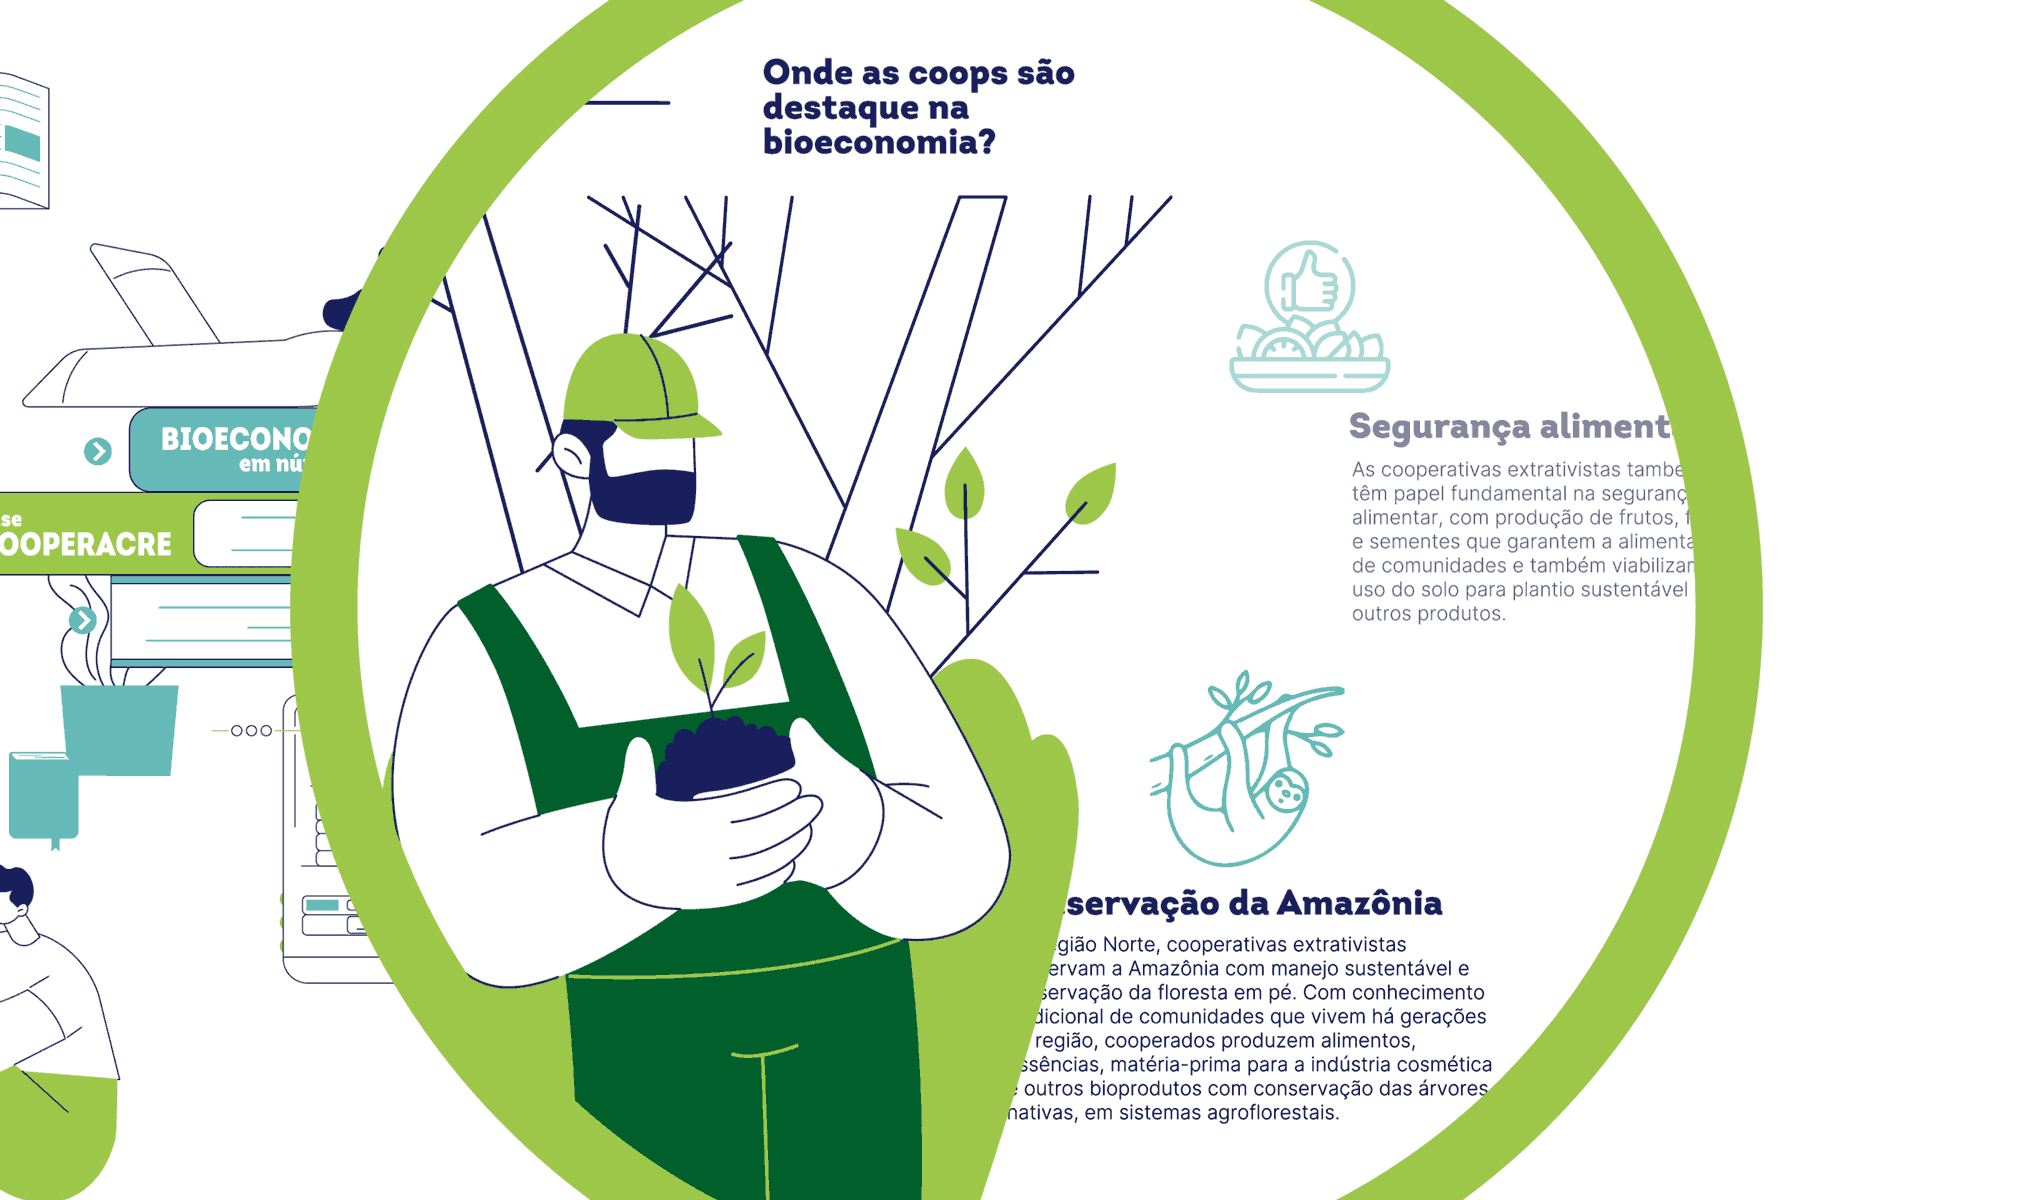 Onde as coops são
destaque na
bioeconomia?
BIOECONO
em nú
se
OOPERACRE
Segurança aliment
As cooperativas extrativistas també
têm papel fundamental na seguranç
alimentar, com produção de frutos, f
e sementes que garantem a alimenta
de comunidades e também viabilizam
uso do solo para plantio sustentável
outros produtos.
servação da Amazônia
gião Norte, cooperativas extrativistas
ervam a Amazônia com manejo sustentável e
servação da floresta em pé. Com conhecimento
dicional de comunidades que vivem há gerações
região, cooperados produzem alimentos,
ssências, matéria-prima para a indústria cosmética
e outros bioprodutos com conservação das árvores
nativas, em sistemas agroflorestais.